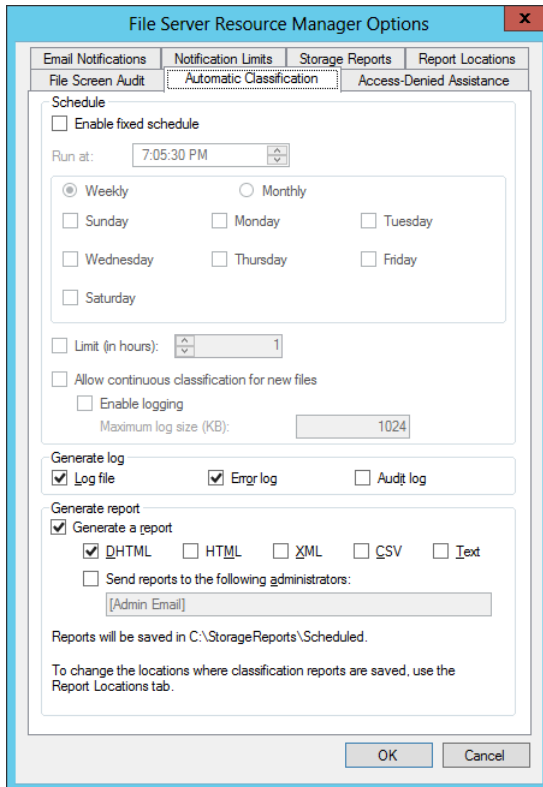 File Server Resource Manager Options
x
Email Notifications Notification Limits Storage Reports Report Locations
File Screen Audit Automatic Classification Access-Denied Assistance
Schedule
Enable fixed schedule
Run at: 7:05:30 PM
Weekly Monthly
Sunday Monday Tuesday
Wednesday Thursday Friday
Saturday
Limit (in hours): 1
Allow continuous classification for new files
Enable logging
Maximum log size (KB): 1024
Generate log
Log file Error log Audit log
Generate report
Generate a report
DHTML HTML XML CSV Text
Send reports to the following administrators:
[Admin Email]
Reports will be saved in C:\StorageReports\Scheduled.
To change the locations where classification reports are saved, use the
Report Locations tab.
OK Cancel